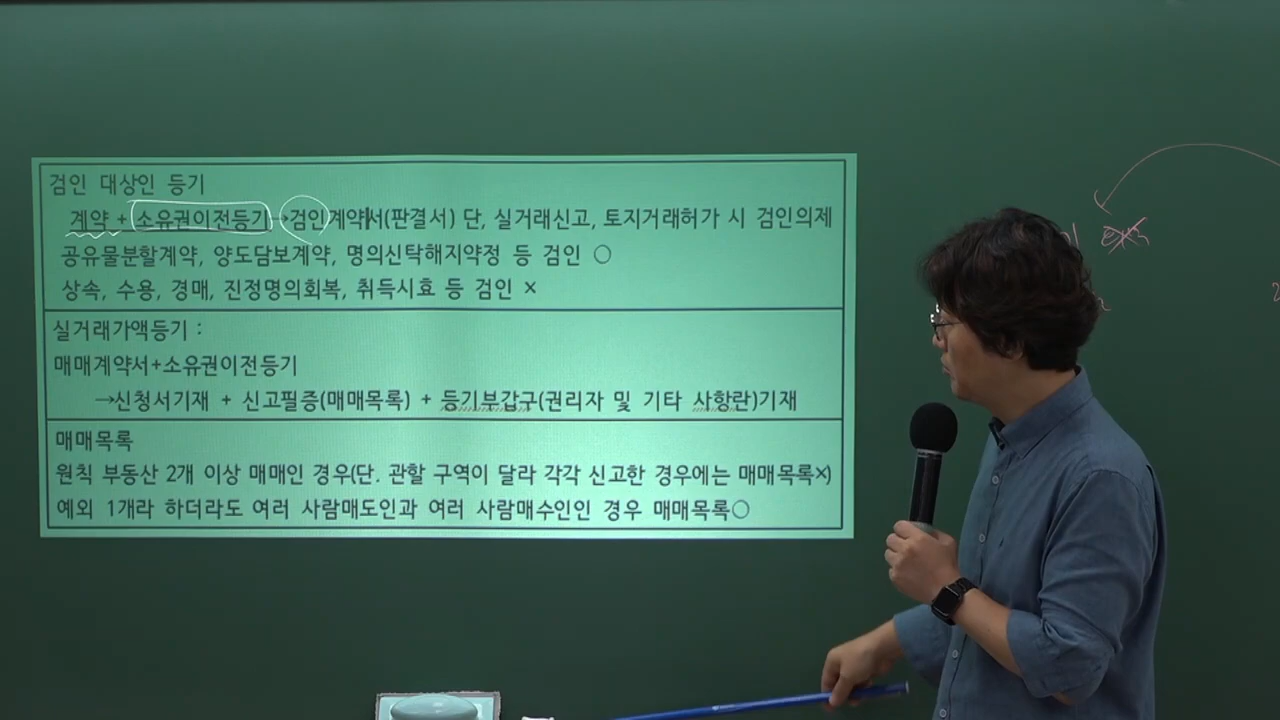 검인 대상인 등기
계약 + 소유권이전등기→검인계약서(판결서) 단, 실거래신고, 토지거래허가 시 검인의제
공유물분할계약, 양도담보계약, 명의신탁해지약정 등 검인 ○
상속, 수용, 경매, 진정명의회복, 취득시효 등 검인 ×
실거래가액등기 :
매매계약서+소유권이전등기
→신청서기재 + 신고필증(매매목록) + 등기부갑구(권리자 및 기타 사항란)기재
매매목록
원칙 부동산 2개 이상 매매인 경우(단. 관할 구역이 달라 각각 신고한 경우에는 매매목록×)
예외 1개라 하더라도 여러 사람매도인과 여러 사람매수인인 경우 매매목록○